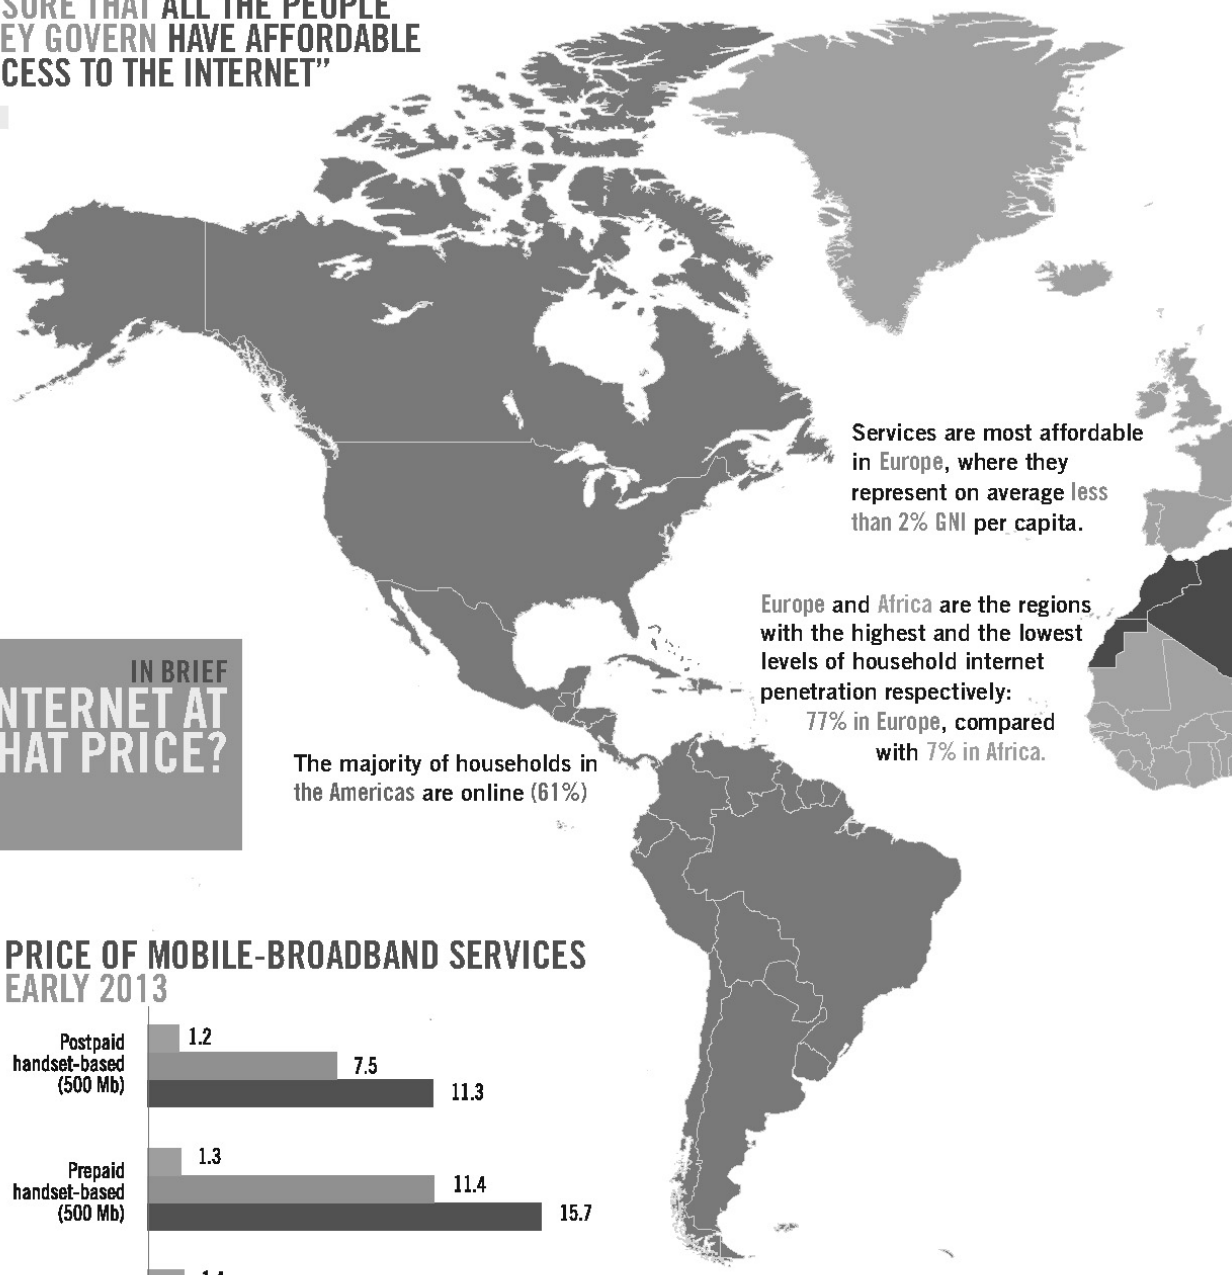 SURE THAT ALL THE PEOPLE
EY GOVERN HAVE AFFORDABLE
CESS TO THE INTERNET”
Services are most affordable
in Europe, where they
represent on average less
than 2% GNI per capita.
Europe and Africa are the regions
with the highest and the lowest
levels of household internet
penetration respectively:
77% in Europe, compared
with 7% in Africa.
IN BRIEF
NTERNET AT
HAT PRICE?
The majority of households in
the Americas are online (61%)
PRICE OF MOBILE-BROADBAND SERVICES
EARLY 2013
Postpaid
handset-based
(500 Mb)
1.2
7.5
11.3
Prepaid
handset-based
(500 Mb)
1.3
11.4
15.7